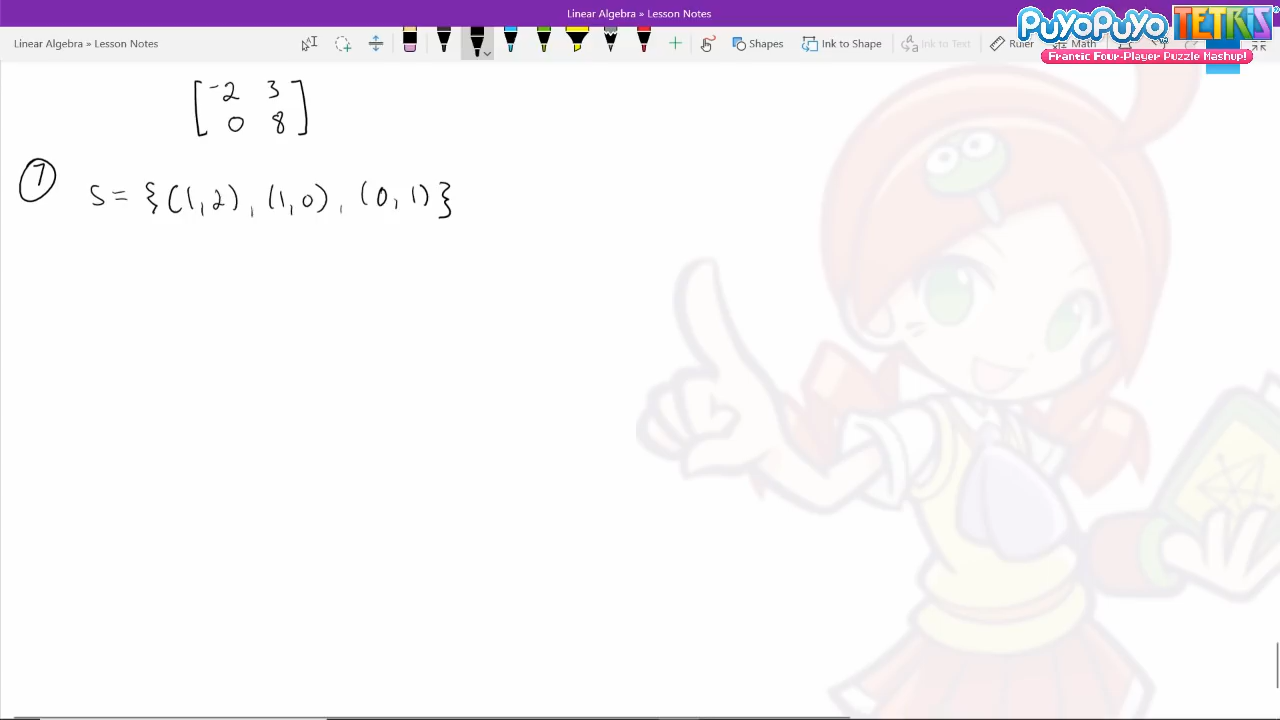 Linear Algebra » Lesson Notes
PUYOPUYO TETRIS
Linear Algebra » Lesson Notes
Shapes
Ink to Shape
Ink to Text
Ruler
Math
Frantic Four-Player Puzzle Mashup!
[ -2 3
0 8 ]
⑦ S = {(1,2), (1,0), (0,1)}